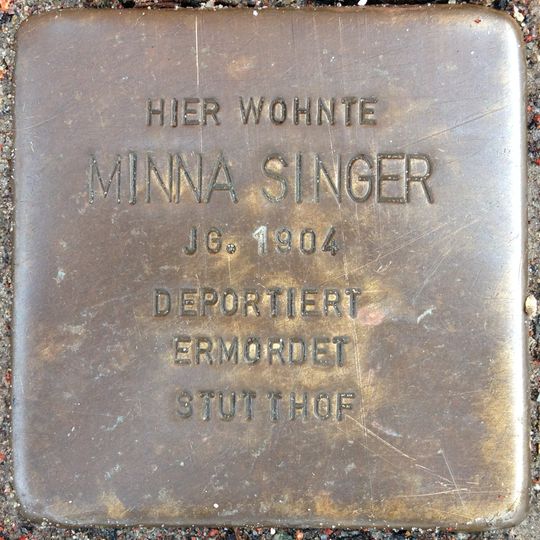 HIER WOHNTE
MINNA SINGER
JG. 1904
DEPORTIERT
ERMORDET
STUTTHOF